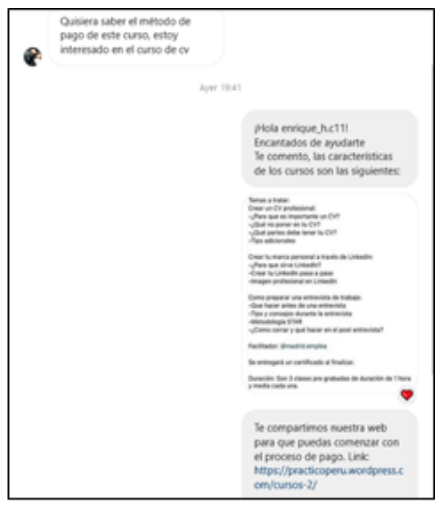 Quisiera saber el método de
pago de este curso, estoy
interesado en el curso de cv
Ayer 19:41
¡Hola enrique_h.c11!
Encantados de ayudarte
Te comento, las características
de los cursos son las siguientes:
Temas a tratar:
Crear un CV profesional:
-¿Para que es importante un CV?
-¿Qué no poner en tu CV?
-¿Qué partes debe tener tu CV?
-Tips adicionales
Crear tu marca personal a través de LinkedIn:
-¿Para que sirve LinkedIn?
-Crear tu LinkedIn paso a paso
-Imagen profesional en LinkedIn
Como preparar una entrevista de trabajo:
-Que hacer antes de una entrevista
-Tips y consejos durante la entrevista
-Metodología STAR
-¿Como cerrar y qué hacer en el post entrevista?
Facilitador: @madrid.emplea
Se entregará un certificado al finalizar.
Duración: Son 3 clases pre grabadas de duración de 1 hora
y media cada una.
Te compartimos nuestra web
para que puedas comenzar con
el proceso de pago. Link:
https://practicoperu.wordpress.c
om/cursos-2/